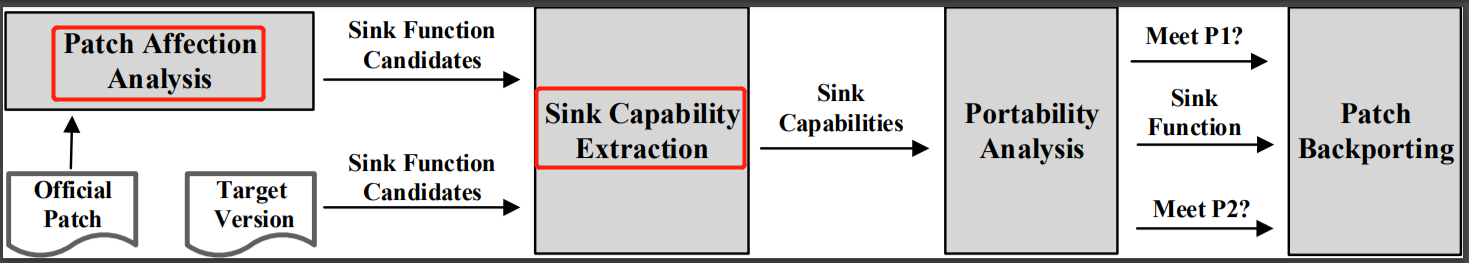 Patch Affection
Analysis
Official
Patch
Target
Version
Sink Function
Candidates
Sink Function
Candidates
Sink Capability
Extraction
Sink
Capabilities
Portability
Analysis
Meet P1?
Sink
Function
Meet P2?
Patch
Backporting